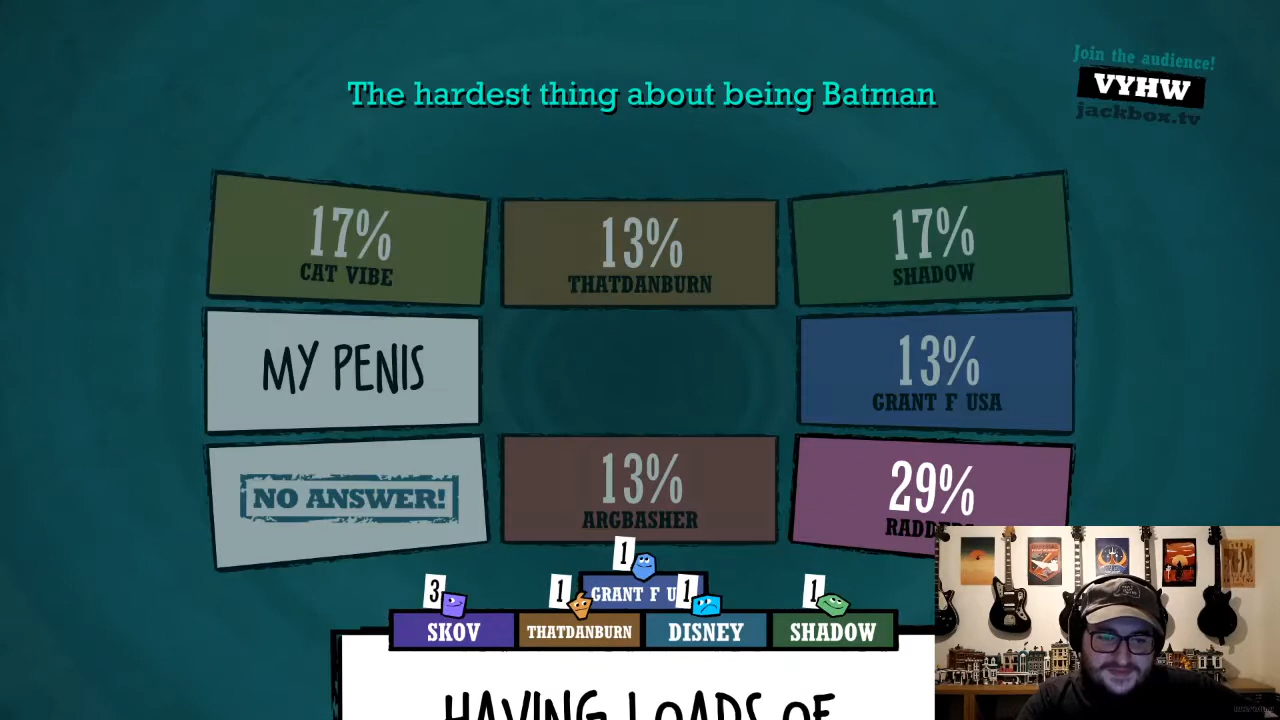 Join the audience!
VYHW
jackbox.tv
The hardest thing about being Batman
17%
CAT VIBE
13%
THATDANBURN
17%
SHADOW
MY PENIS
13%
GRANT F USA
NO ANSWER!
13%
ARGBASHER
29%
1
3
1
GRANT F U
1
1
SKOV
THATDANBURN
DISNEY
SHADOW
HAVING LOADS OF